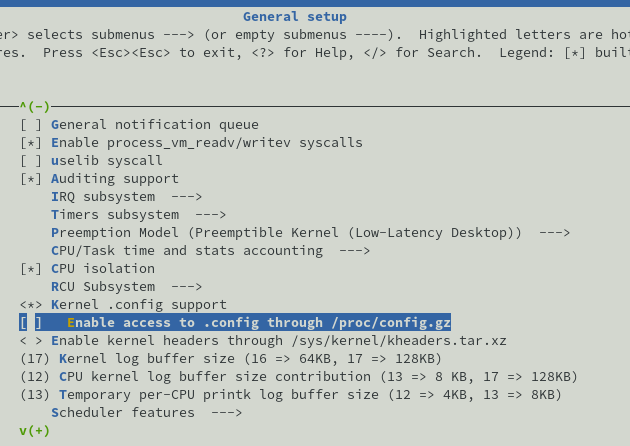 General setup
er> selects submenus ---> (or empty submenus ----).  Highlighted letters are ho
res.  Press <Esc><Esc> to exit, <?> for Help, </> for Search.  Legend: [*] buil
^(-)
[ ] General notification queue
[*] Enable process_vm_readv/writev syscalls
[ ] uselib syscall
[*] Auditing support
IRQ subsystem  --->
Timers subsystem  --->
Preemption Model (Preemptible Kernel (Low-Latency Desktop))  --->
CPU/Task time and stats accounting  --->
[*] CPU isolation
RCU Subsystem  --->
<*> Kernel .config support
[ ]   Enable access to .config through /proc/config.gz
< > Enable kernel headers through /sys/kernel/kheaders.tar.xz
(17) Kernel log buffer size (16 => 64KB, 17 => 128KB)
(12) CPU kernel log buffer size contribution (13 => 8 KB, 17 => 128KB)
(13) Temporary per-CPU printk log buffer size (12 => 4KB, 13 => 8KB)
Scheduler features  --->
v(+)